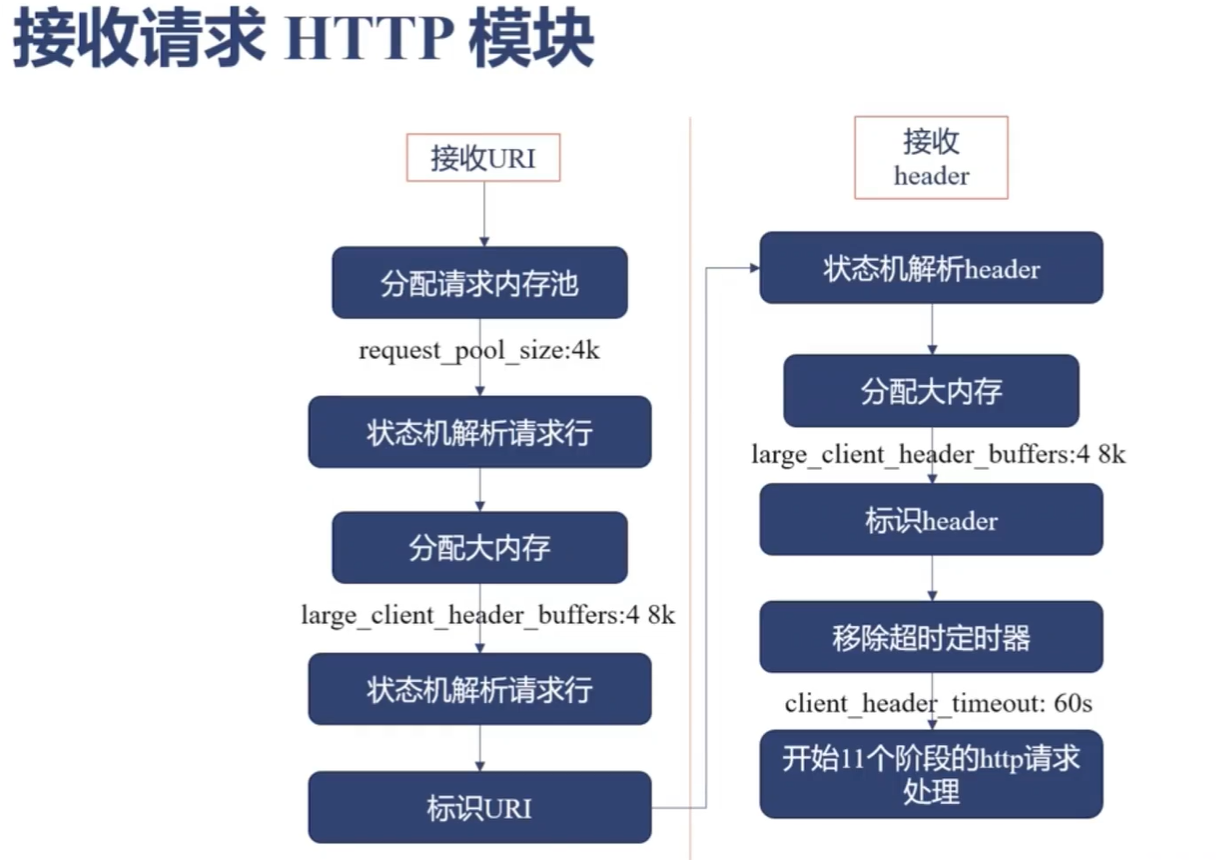 接收请求 HTTP 模块
接收URI
分配请求内存池
request_pool_size:4k
状态机解析请求行
分配大内存
large_client_header_buffers:4 8k
状态机解析请求行
标识URI
接收
header
状态机解析header
分配大内存
large_client_header_buffers:4 8k
标识header
移除超时定时器
client_header_timeout: 60s
开始11个阶段的http请求
处理